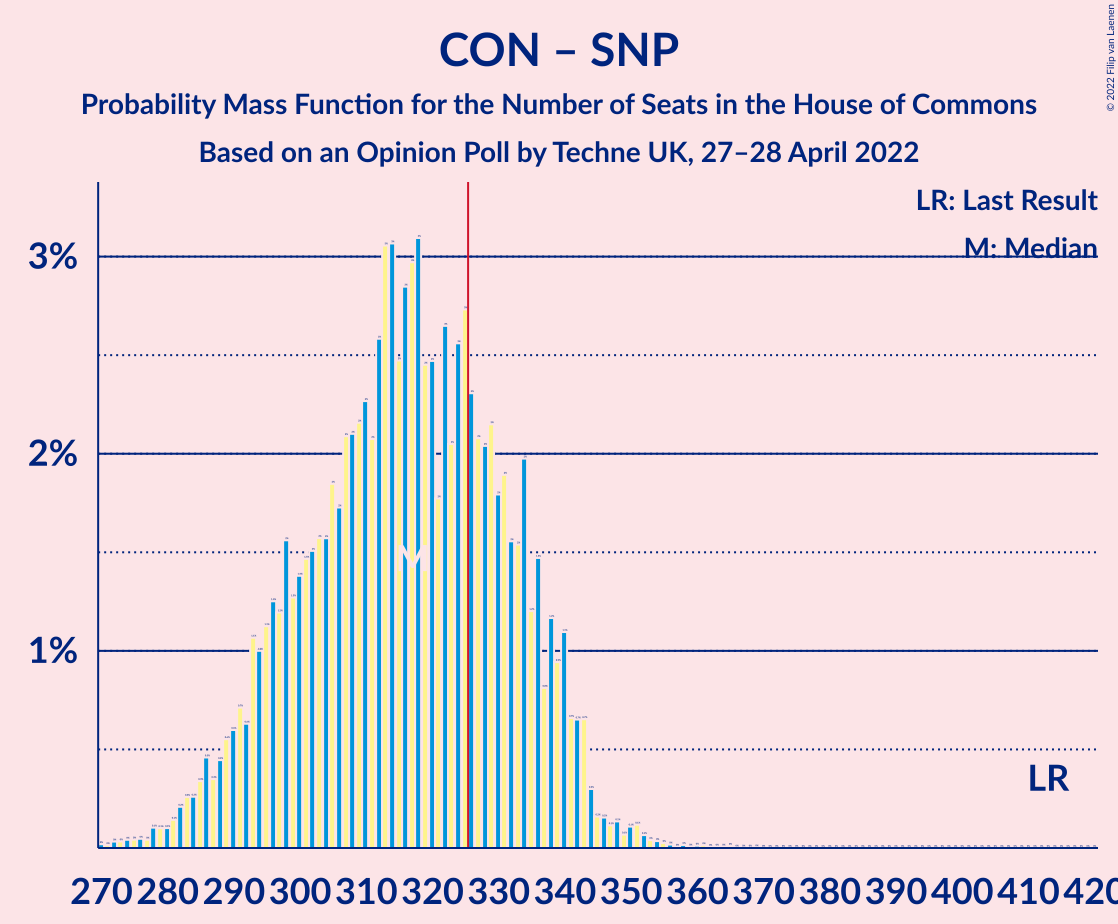 CON – SNP
Probability Mass Function for the Number of Seats in the House of Commons
Based on an Opinion Poll by Techne UK, 27–28 April 2022
© 2022 Filip van Laenen
LR: Last Result
M: Median
3%
2%
1%
M
LR
270 280 290 300 310 320 330 340 350 360 370 380 390 400 410 420